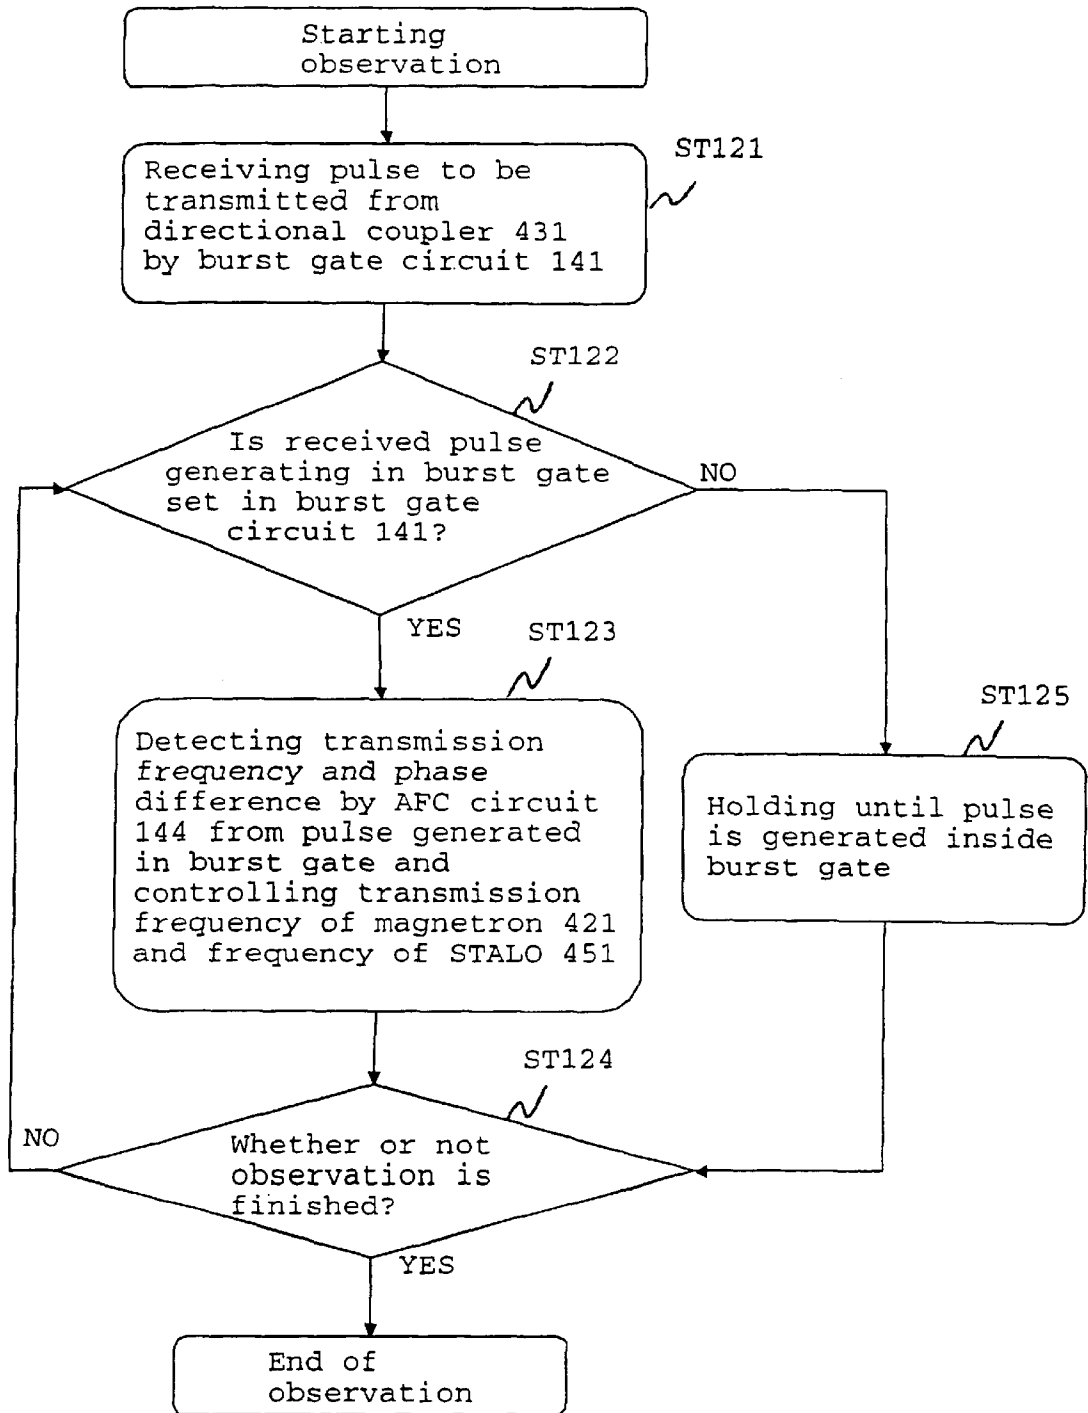 Starting
observation
ST121
Receiving pulse to be
transmitted from
directional coupler 431
by burst gate circuit 141
ST122
Is received pulse
generating in burst gate
set in burst gate
circuit 141?
NO
YES
ST123
Detecting transmission
frequency and phase
difference by AFC circuit
144 from pulse generated
in burst gate and
controlling transmission
frequency of magnetron 421
and frequency of STALO 451
ST125
Holding until pulse
is generated inside
burst gate
ST124
NO
Whether or not
observation is
finished?
YES
End of
observation